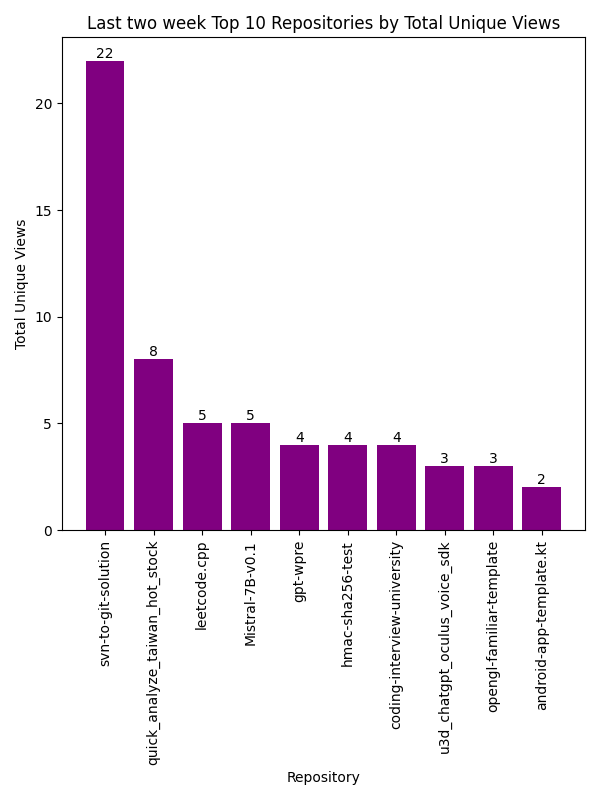 Last two week Top 10 Repositories by Total Unique Views
Total Unique Views
20
15
10
5
0
22
8
5
5
4
4
4
3
3
2
svn-to-git-solution
quick_analyze_taiwan_hot_stock
leetcode.cpp
Mistral-7B-v0.1
gpt-wpre
hmac-sha256-test
coding-interview-university
u3d_chatgpt_oculus_voice_sdk
opengl-familiar-template
android-app-template.kt
Repository